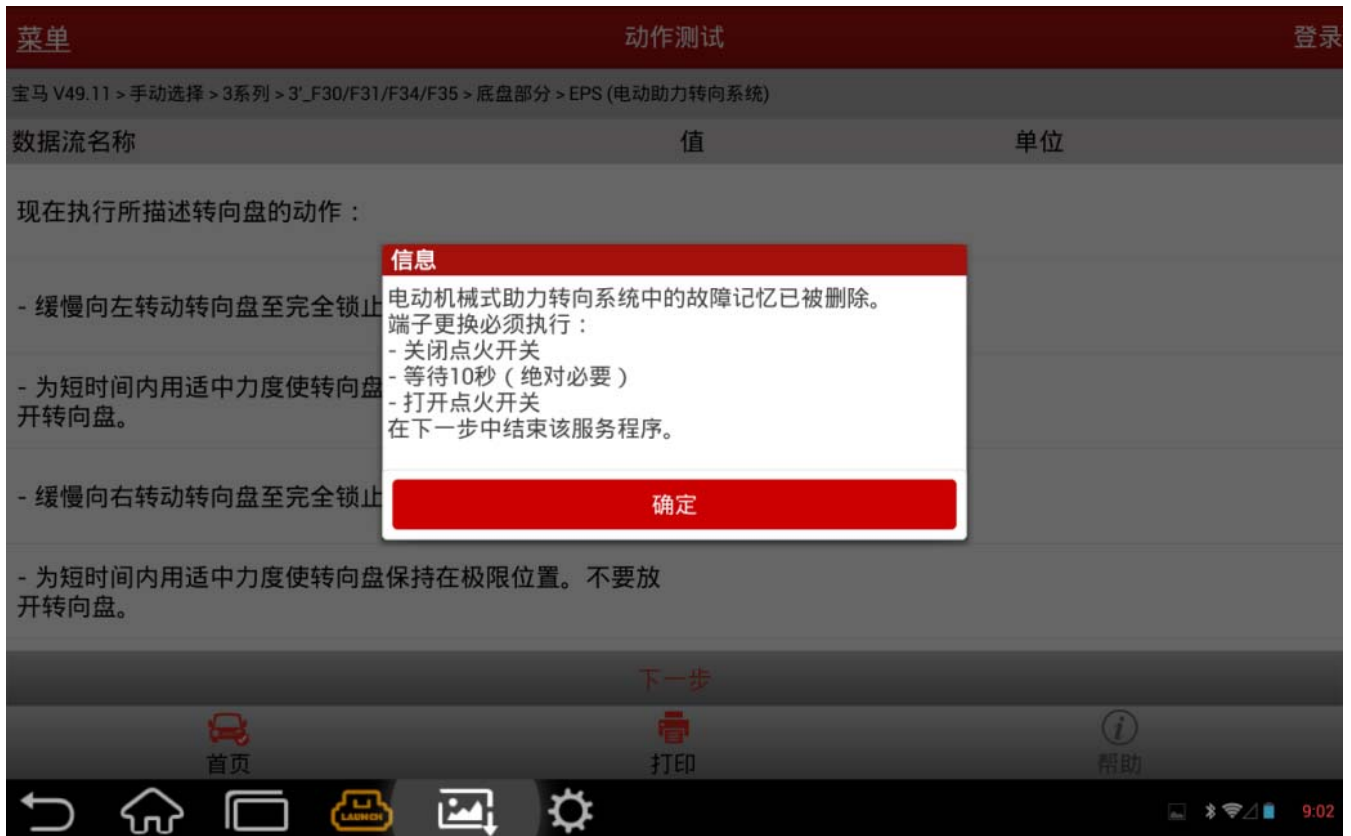 菜单
动作测试
登录
宝马 V49.11 > 手动选择 > 3系列 > 3'_F30/F31/F34/F35 > 底盘部分 > EPS (电动助力转向系统)
数据流名称
值
单位
现在执行所描述转向盘的动作：
- 缓慢向左转动转向盘至完全锁止
- 为短时间内用适中力度使转向盘
开转向盘。
- 缓慢向右转动转向盘至完全锁止
- 为短时间内用适中力度使转向盘保持在极限位置。不要放
开转向盘。
信息
电动机械式助力转向系统中的故障记忆已被删除。
端子更换必须执行：
- 关闭点火开关
- 等待10秒（绝对必要）
- 打开点火开关
在下一步中结束该服务程序。
确定
下一步
首页
打印
帮助
LAUNCH
9:02